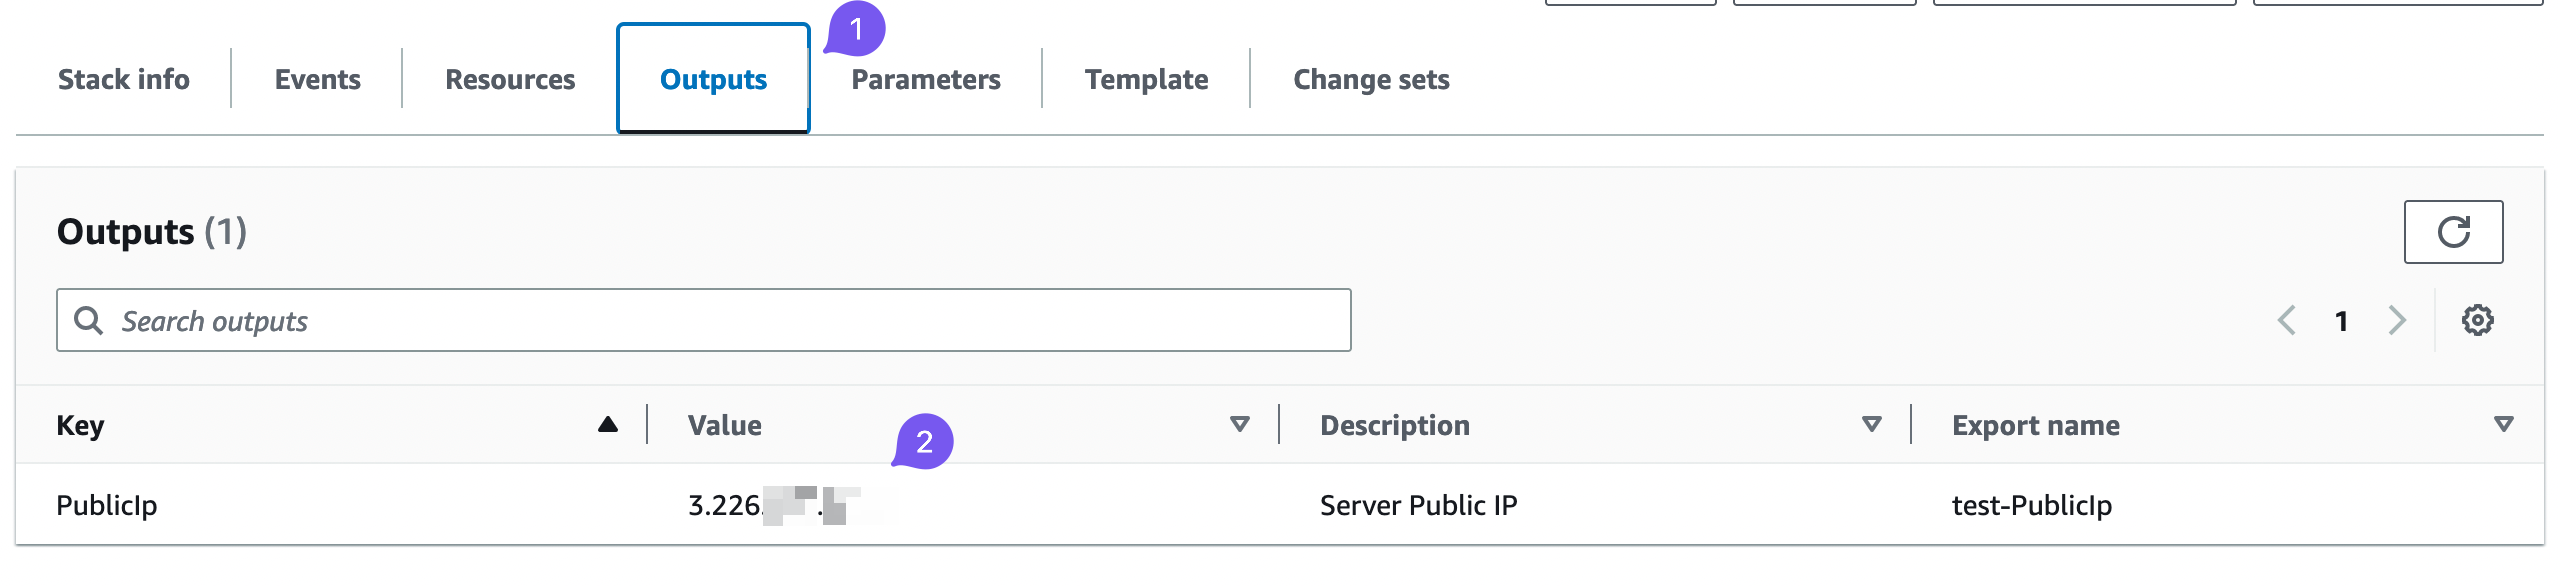 1
Stack info Events Resources Outputs Parameters Template Change sets
Outputs (1)
Search outputs
1
Key Value Description Export name
2
PublicIp 3.226. . Server Public IP test-PublicIp